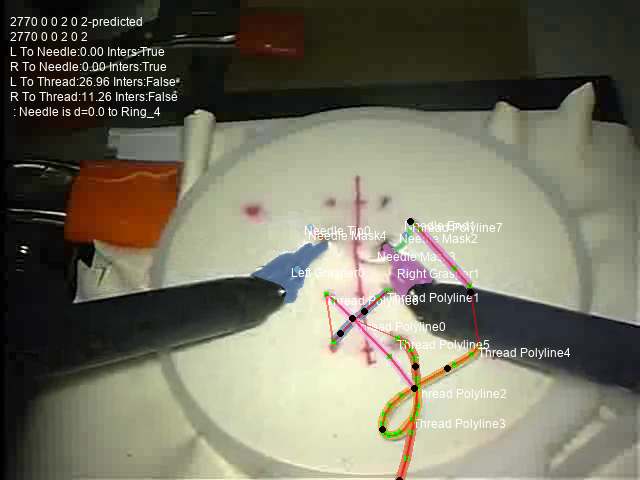 2770 0 0 2 0 2-predicted
2770 0 0 2 0 2
L To Needle:0.00 Inters:True
R To Needle:0.00 Inters:True
L To Thread:26.96 Inters:False
R To Thread:11.26 Inters:False
: Needle is d=0.0 to Ring_4
Thread Polyline7
Needle Tip0
Needle Mask4
Needle Mask2
Left Grasper0
Right Grasper1
Thread Polyline1
Thread Polyline0
Thread Polyline5
Thread Polyline4
Thread Polyline2
Thread Polyline3